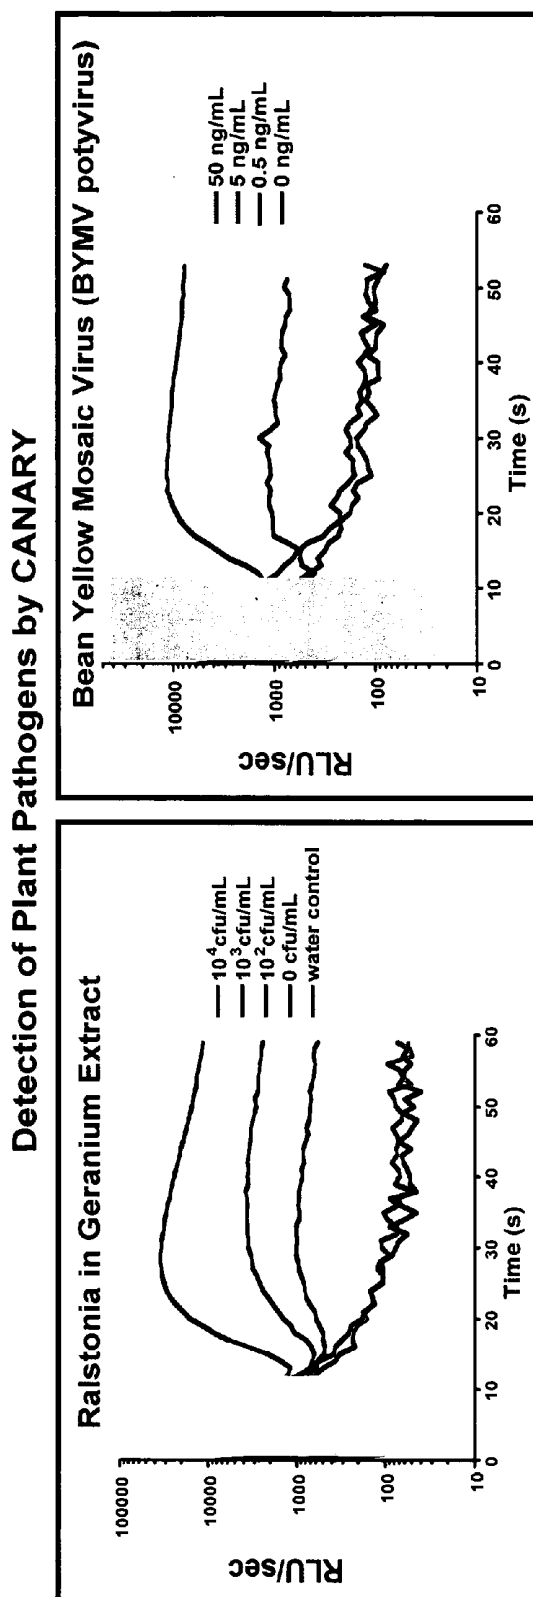 Detection of Plant Pathogens by CANARY
Ralstonia in Geranium Extract
100000
10000
1000
100
10
RLU/sec
0
10
20
30
40
50
60
Time (s)
10⁴cfu/mL
10³cfu/mL
10²cfu/mL
0 cfu/mL
water control
Bean Yellow Mosaic Virus (BYMV potyvirus)
10000
1000
100
10
RLU/sec
0
10
20
30
40
50
60
Time (s)
50 ng/mL
5 ng/mL
0.5 ng/mL
0 ng/mL